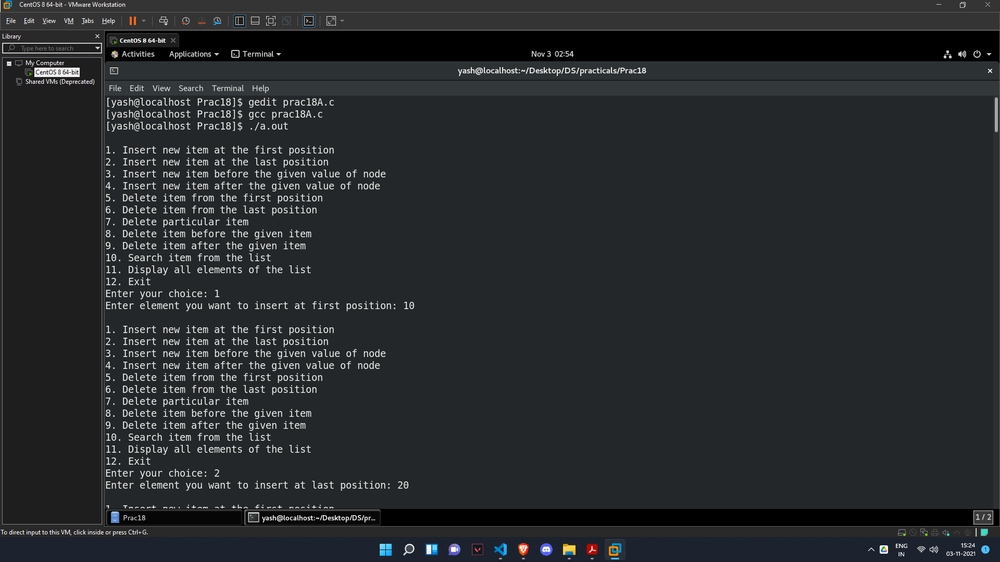 CentOS 8 64-bit - VMware Workstation
File Edit View VM Tabs Help
Library
Type here to search
My Computer
CentOS 8 64-bit
Shared VMs (Deprecated)
CentOS 8 64-bit
Activities Applications Terminal Nov 3 02:54
yash@localhost:~/Desktop/DS/practicals/Prac18
File Edit View Search Terminal Help
[yash@localhost Prac18]$ gedit prac18A.c
[yash@localhost Prac18]$ gcc prac18A.c
[yash@localhost Prac18]$ ./a.out
1. Insert new item at the first position
2. Insert new item at the last position
3. Insert new item before the given value of node
4. Insert new item after the given value of node
5. Delete item from the first position
6. Delete item from the last position
7. Delete particular item
8. Delete item before the given item
9. Delete item after the given item
10. Search item from the list
11. Display all elements of the list
12. Exit
Enter your choice: 1
Enter element you want to insert at first position: 10
1. Insert new item at the first position
2. Insert new item at the last position
3. Insert new item before the given value of node
4. Insert new item after the given value of node
5. Delete item from the first position
6. Delete item from the last position
7. Delete particular item
8. Delete item before the given item
9. Delete item after the given item
10. Search item from the list
11. Display all elements of the list
12. Exit
Enter your choice: 2
Enter element you want to insert at last position: 20
1. Insert new item at the first position
Prac18
yash@localhost:~/Desktop/DS/pr...
1 / 2
To direct input to this VM, click inside or press Ctrl+G.
ENG
IN
15:24
03-11-2021
1